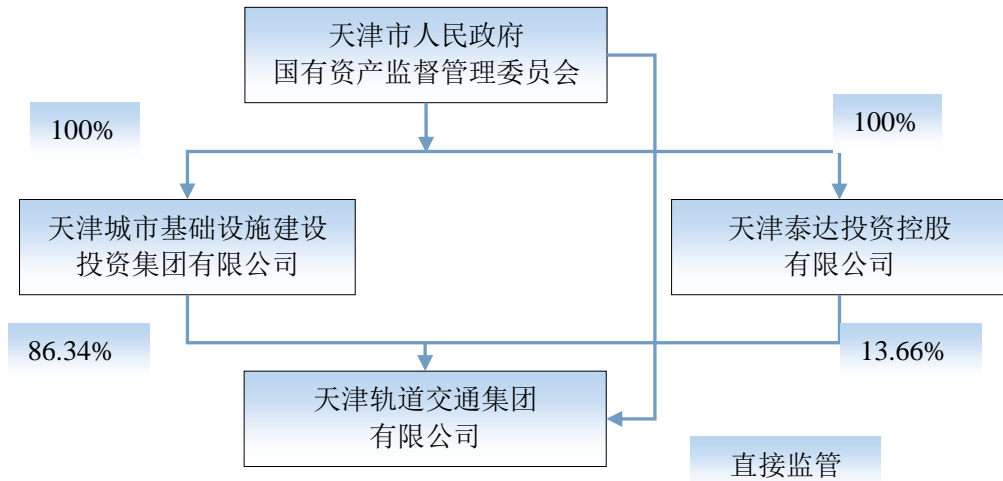 天津市人民政府
国有资产监督管理委员会
100%
100%
天津城市基础设施建设
投资集团有限公司
天津泰达投资控股
有限公司
86.34%
13.66%
天津轨道交通集团
有限公司
直接监管